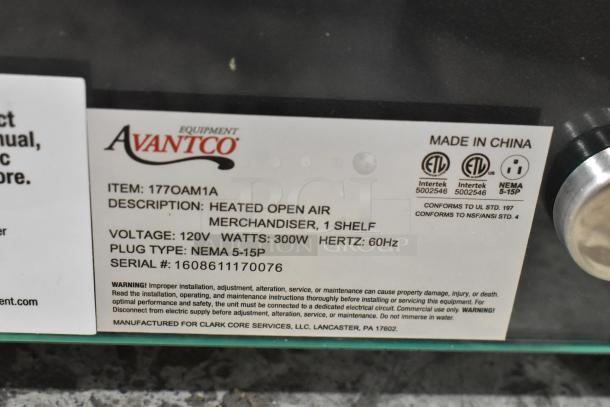 ct
nual,
c
ore.
er
ent.com
EQUIPMENT
AVANTCO
MADE IN CHINA
ETL
Intertek
5002546
ETL
Intertek
5002546
NEMA
5-15P
CONFORMS TO UL STD. 197
CONFORMS TO NSF/ANSI STD. 4
ITEM: 177OAM1A
DESCRIPTION: HEATED OPEN AIR
MERCHANDISER, 1 SHELF
VOLTAGE: 120V WATTS: 300W HERTZ: 60Hz
PLUG TYPE: NEMA 5-15P
SERIAL #: 1608611170076
WARNING! Improper installation, adjustment, alteration, service, or maintenance can cause property damage, injury, or death.
Read the installation, operating, and maintenance instructions thoroughly before installing or servicing this equipment. For
optimal performance and safety, the unit must be connected to a dedicated electrical circuit. Commercial use only. WARNING!
Disconnect from electric supply before adjustment, alteration, service, or maintenance. Do not immerse in water.
MANUFACTURED FOR CLARK CORE SERVICES, LLC, LANCASTER, PA 17602.